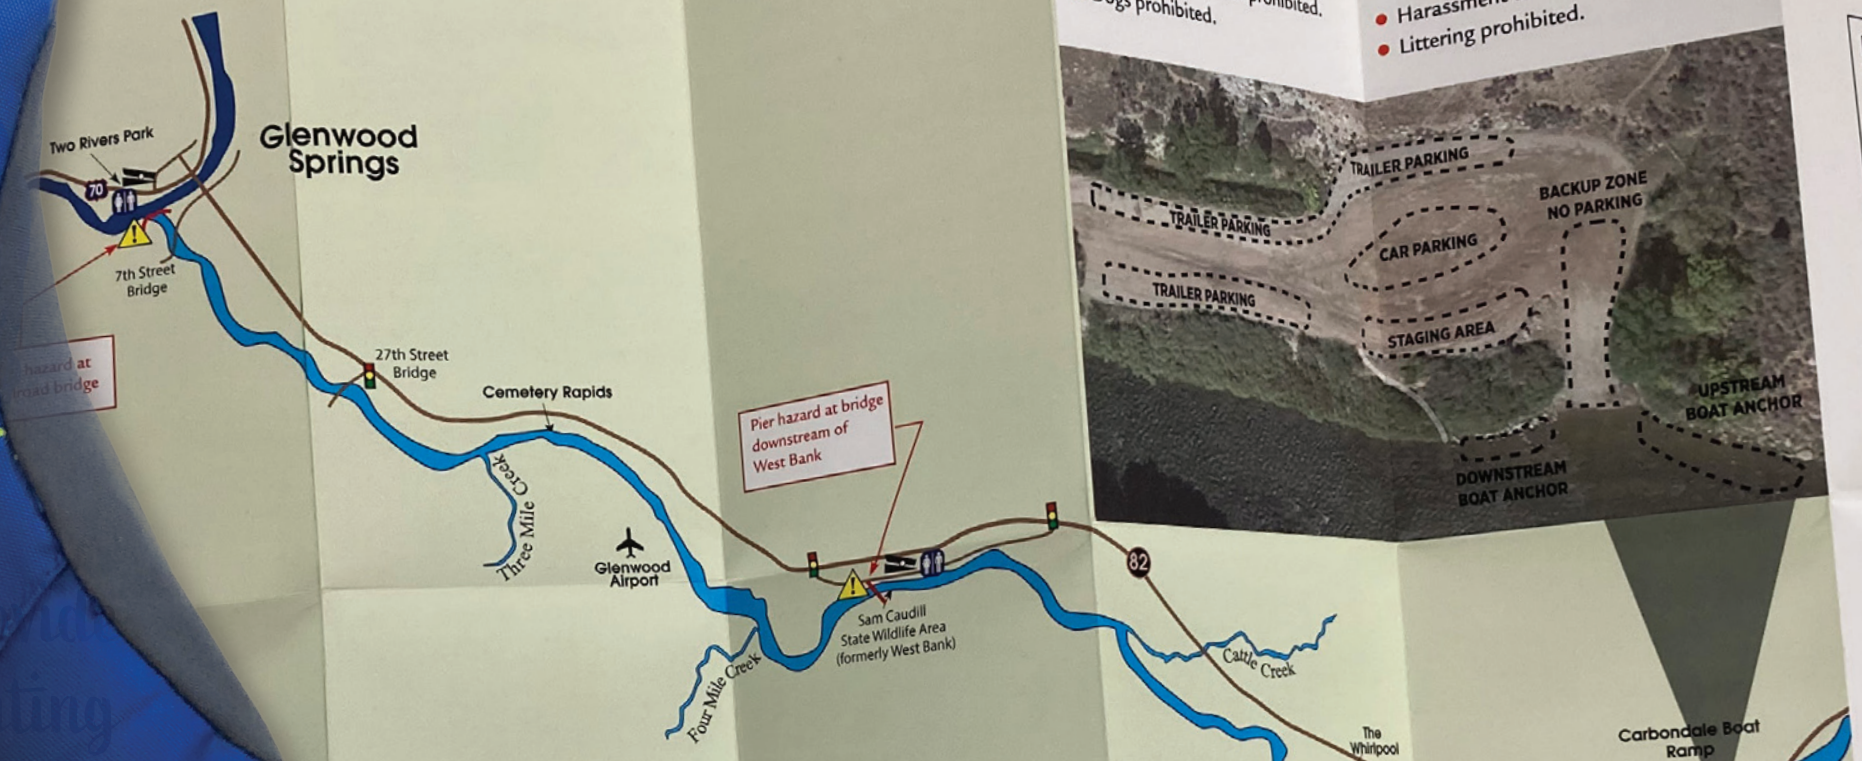 prohibited.
Littering prohibited.
Two Rivers Park
70
Glenwood
Springs
7th Street
Bridge
hazard at
road bridge
27th Street
Bridge
Cemetery Rapids
Three Mile Creek
Glenwood
Airport
Pier hazard at bridge
downstream of
West Bank
Sam Caudill
State Wildlife Area
(formerly West Bank)
Four Mile Creek
82
Cattle Creek
The
Whirlpool
Carbondale Boat
Ramp
TRAILER PARKING
TRAILER PARKING
TRAILER PARKING
CAR PARKING
BACKUP ZONE
NO PARKING
STAGING AREA
UPSTREAM
BOAT ANCHOR
DOWNSTREAM
BOAT ANCHOR